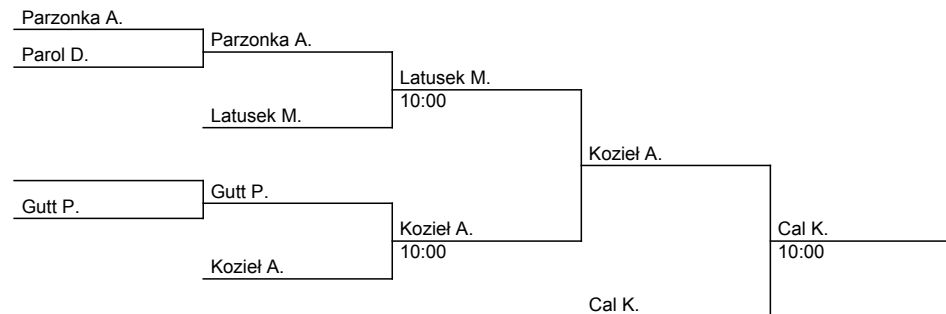 Parzonka A.
Parol D.
Parzonka A.
Latusek M.
Latusek M.
10:00
Gutt P.
Gutt P.
Kozieł A.
Kozieł A.
10:00
Kozieł A.
Cal K.
Cal K.
10:00